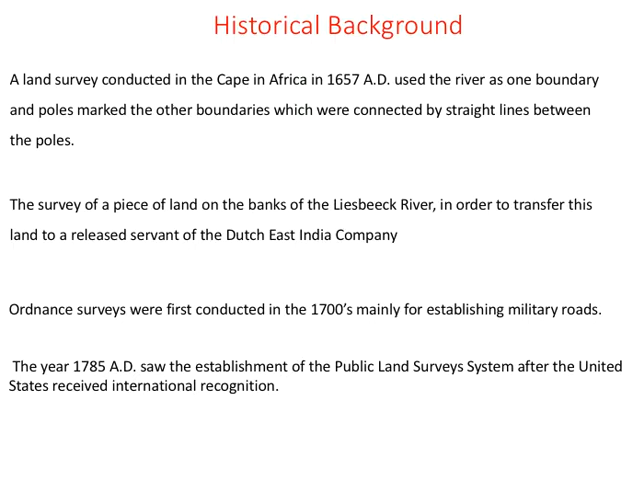 Historical Background
A land survey conducted in the Cape in Africa in 1657 A.D. used the river as one boundary
and poles marked the other boundaries which were connected by straight lines between
the poles.
The survey of a piece of land on the banks of the Liesbeeck River, in order to transfer this
land to a released servant of the Dutch East India Company
Ordnance surveys were first conducted in the 1700’s mainly for establishing military roads.
The year 1785 A.D. saw the establishment of the Public Land Surveys System after the United
States received international recognition.